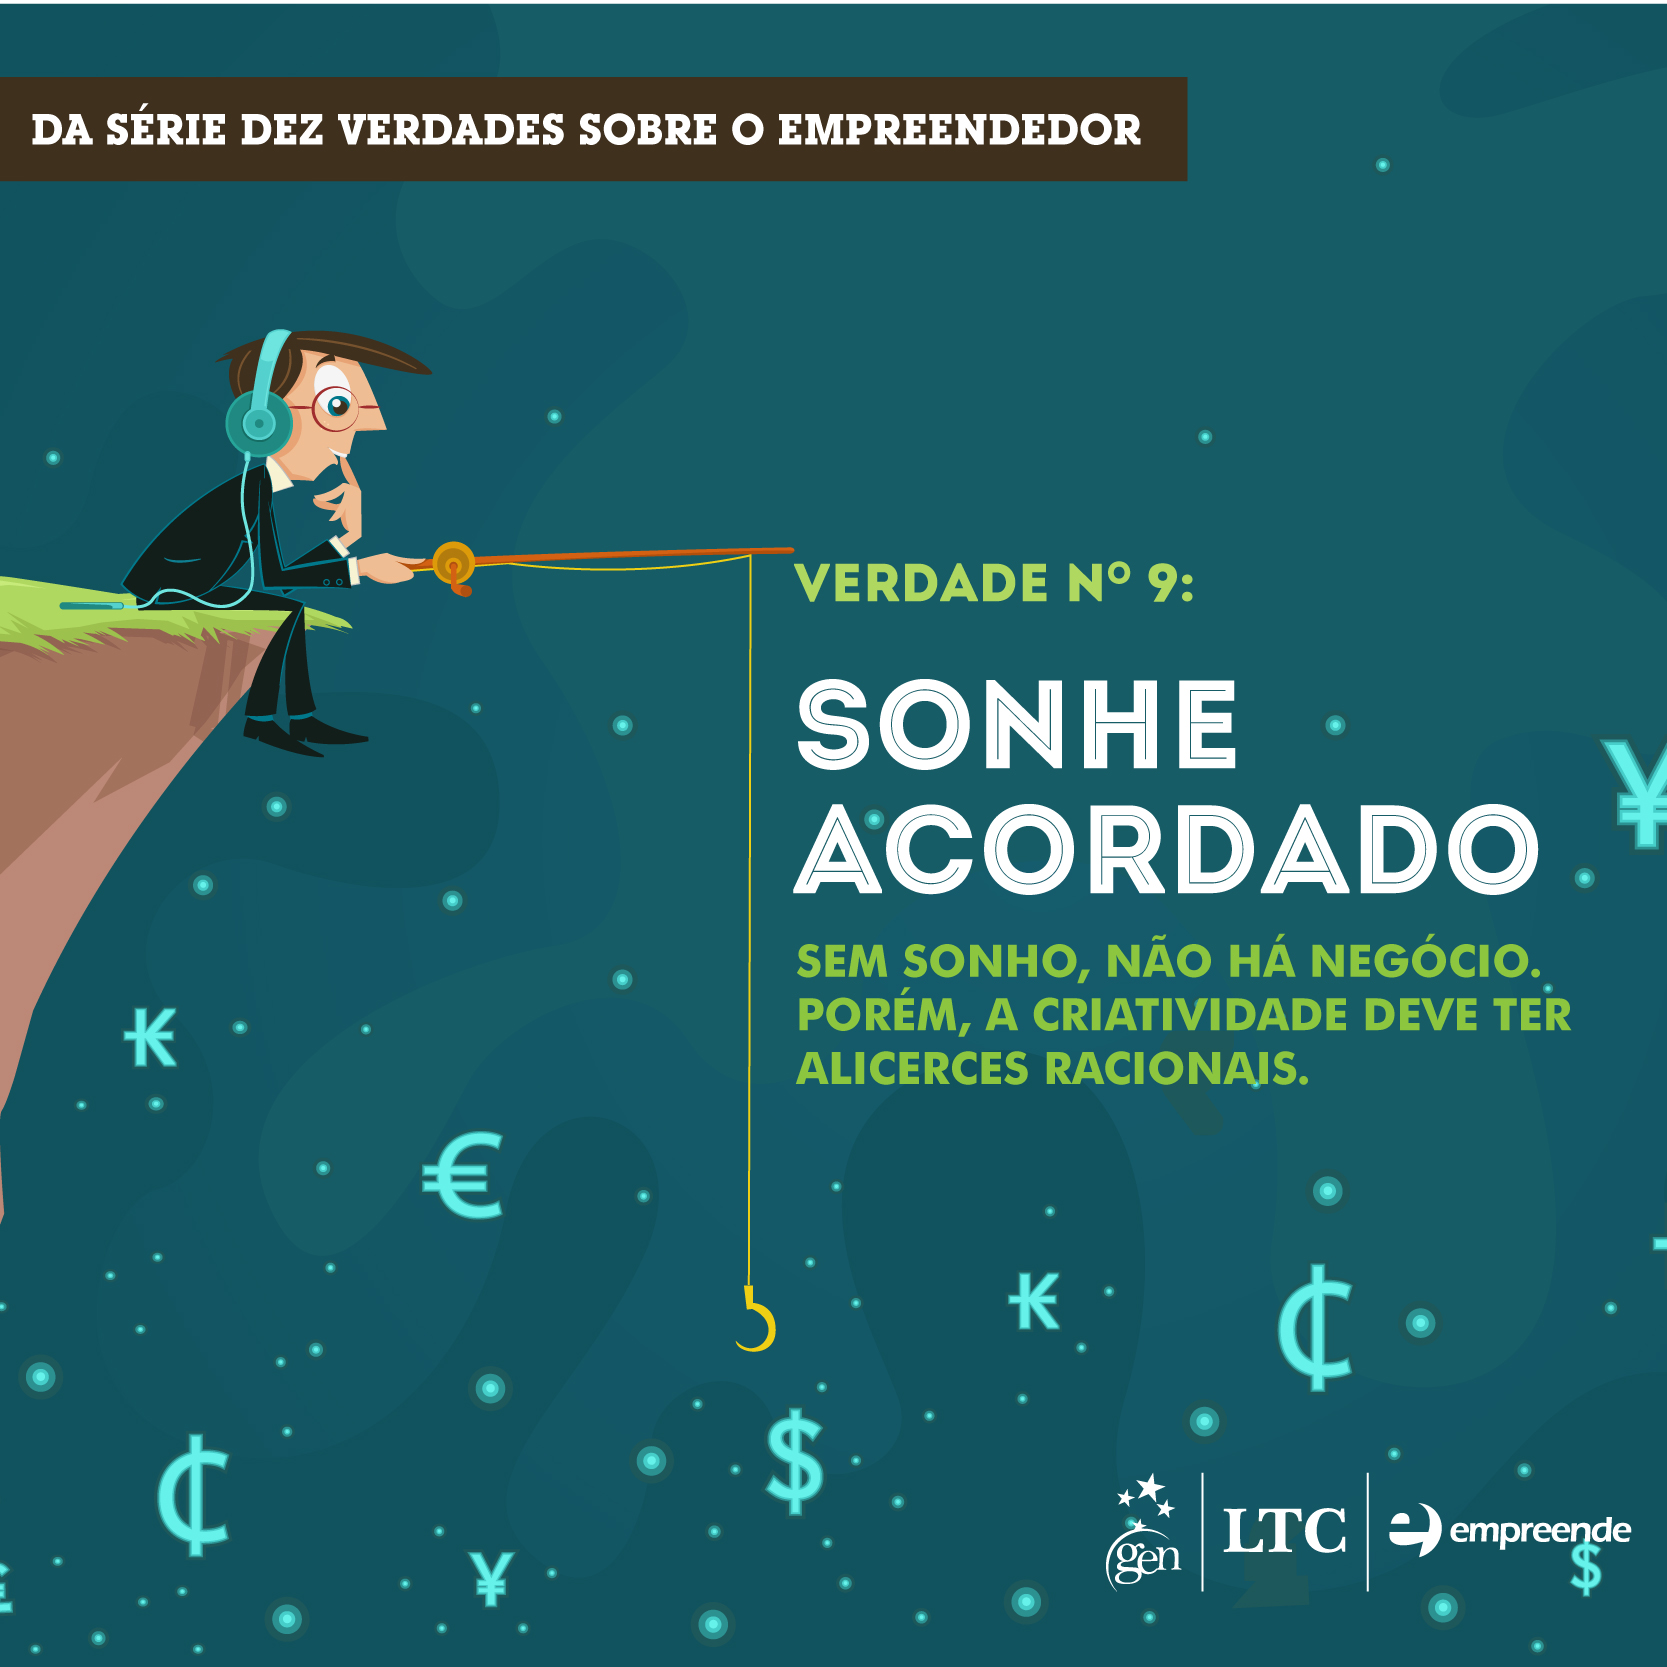 DA SÉRIE DEZ VERDADES SOBRE O EMPREENDEDOR
VERDADE Nº 9:
SONHE
ACORDADO
SEM SONHO, NÃO HÁ NEGÓCIO.
PORÉM, A CRIATIVIDADE DEVE TER
ALICERCES RACIONAIS.
¥
₭
€
₭
₵
$
₵
¥
gen
LTC
empreende
$